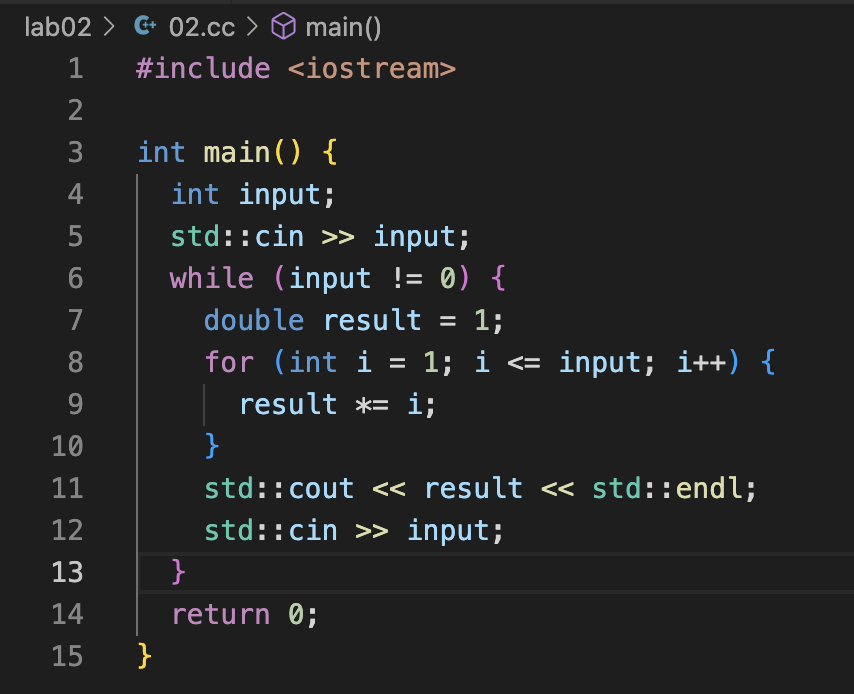 lab02 > C++ 02.cc > main()
1 #include <iostream>
2
3 int main() {
4   int input;
5   std::cin >> input;
6   while (input != 0) {
7     double result = 1;
8     for (int i = 1; i <= input; i++) {
9       result *= i;
10     }
11     std::cout << result << std::endl;
12     std::cin >> input;
13   }
14   return 0;
15 }